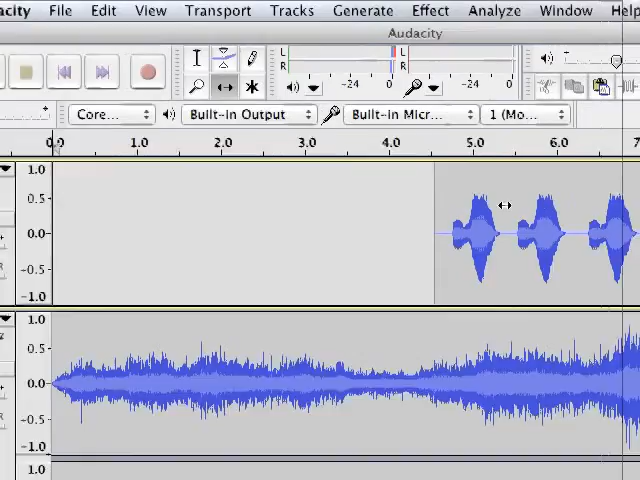 acity File Edit View Transport Tracks Generate Effect Analyze Window Help
Audacity
L L
R R
-24 0 -24 0
Core... Built-in Output Built-in Micr... 1 (Mo...
0.0 1.0 2.0 3.0 4.0 5.0 6.0 7
1.0
0.5
0.0
-0.5
-1.0
1.0
0.5
0.0
-0.5
-1.0
1.0